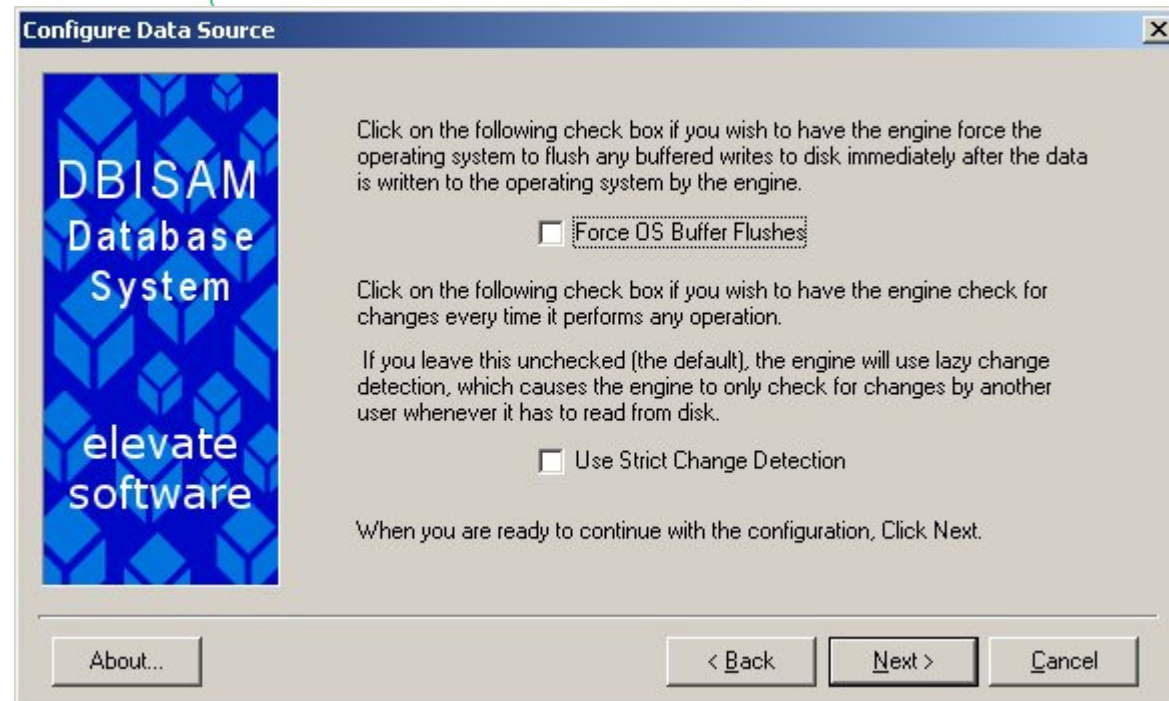 Configure Data Source
DBISAM
Database
System
elevate
software
Click on the following check box if you wish to have the engine force the
operating system to flush any buffered writes to disk immediately after the data
is written to the operating system by the engine.
Force OS Buffer Flushes
Click on the following check box if you wish to have the engine check for
changes every time it performs any operation.
If you leave this unchecked (the default), the engine will use lazy change
detection, which causes the engine to only check for changes by another
user whenever it has to read from disk.
Use Strict Change Detection
When you are ready to continue with the configuration, Click Next.
About... < Back Next > Cancel